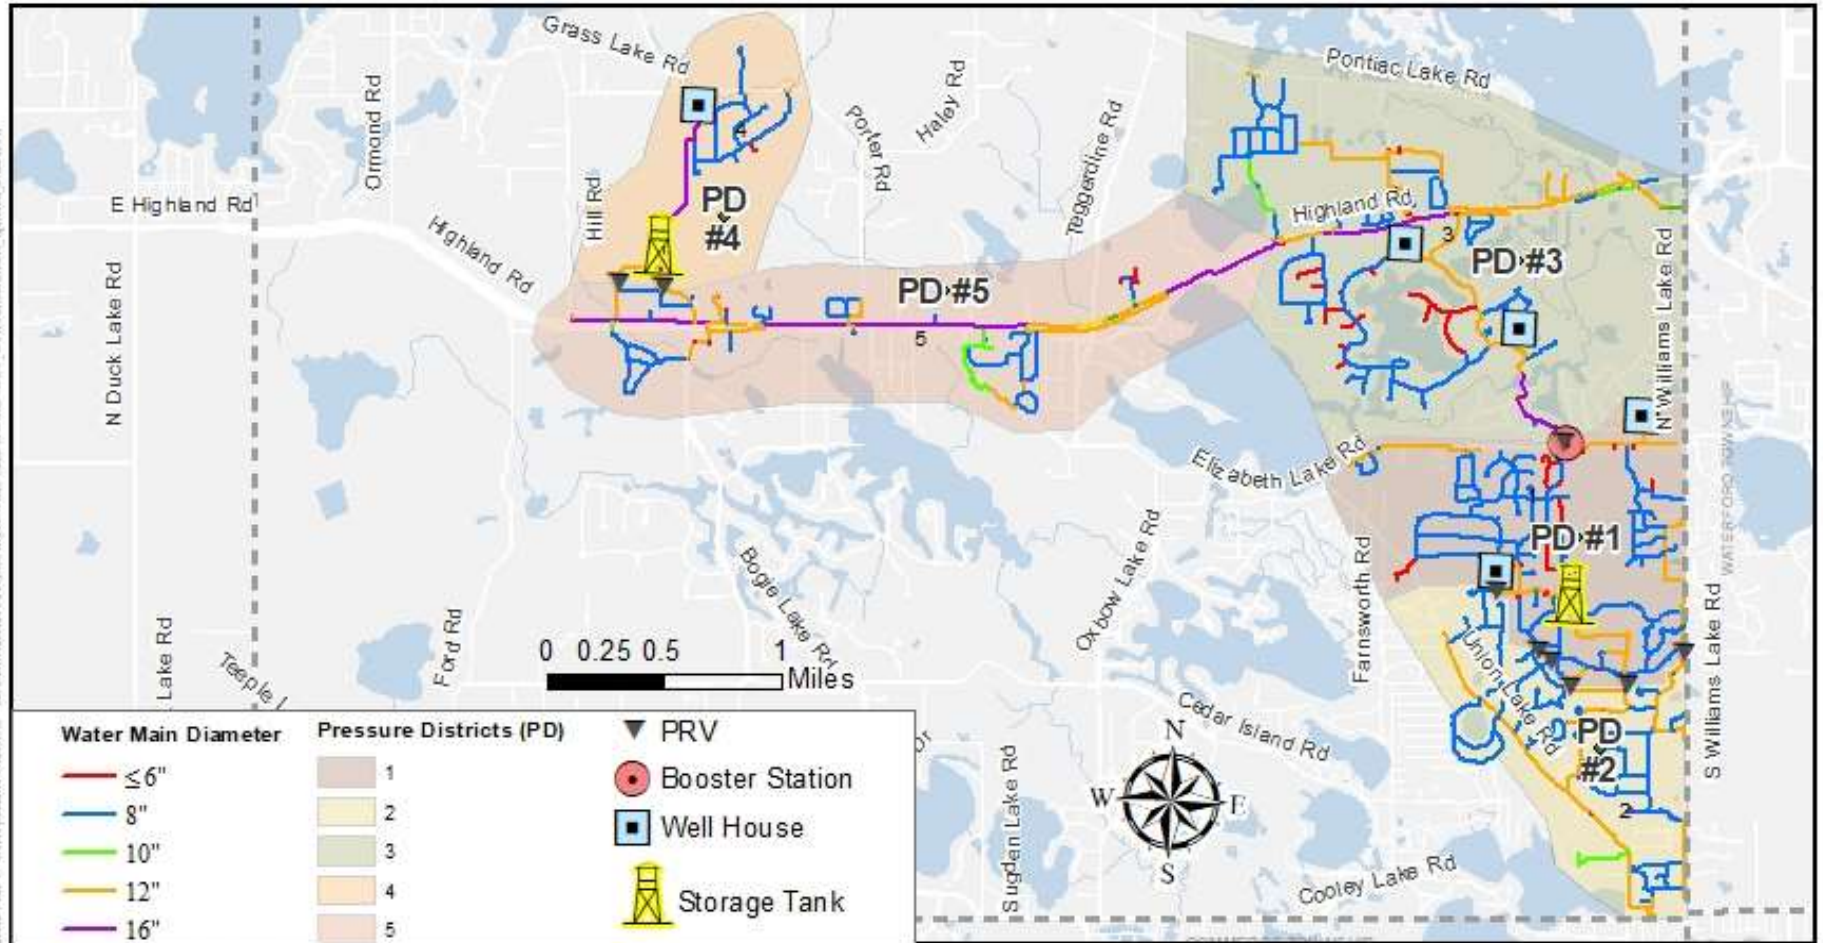 Grass Lake Rd
Pontiac Lake Rd
Ormond Rd
Porter Rd
Haley Rd
Teggerdine Rd
4
E Highland Rd
Hill Rd
PD
#4
Highland Rd
3
PD #3
Highland Rd
N Duck Lake Rd
PD #5
5
N Williams Lake Rd
WATERFORD TOWNSHIP
Elizabeth Lake Rd
PD #1
Bogie Lake Rd
Oxbow Lake Rd
Farnsworth Rd
S Williams Lake Rd
Lake Rd
Teeple L
Ford Rd
0 0.25 0.5 1
Miles
Union Lake Rd
Cedar Island Rd
PD
#2
2
Dr
Sugden Lake Rd
N
W E
S
Cooley Lake Rd
Water Main Diameter
≤6"
8"
10"
12"
16"
Pressure Districts (PD)
1
2
3
4
5
PRV
Booster Station
Well House
Storage Tank